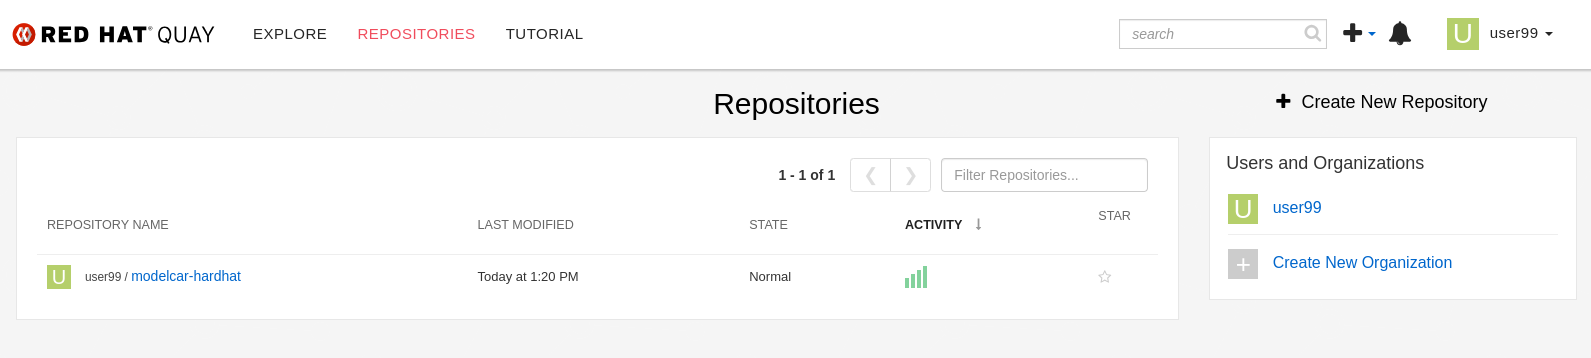 RED HAT® QUAY EXPLORE REPOSITORIES TUTORIAL search U user99
Repositories
Create New Repository
1 - 1 of 1 Filter Repositories...
REPOSITORY NAME LAST MODIFIED STATE ACTIVITY STAR
U user99 / modelcar-hardhat Today at 1:20 PM Normal
Users and Organizations
U user99
+ Create New Organization